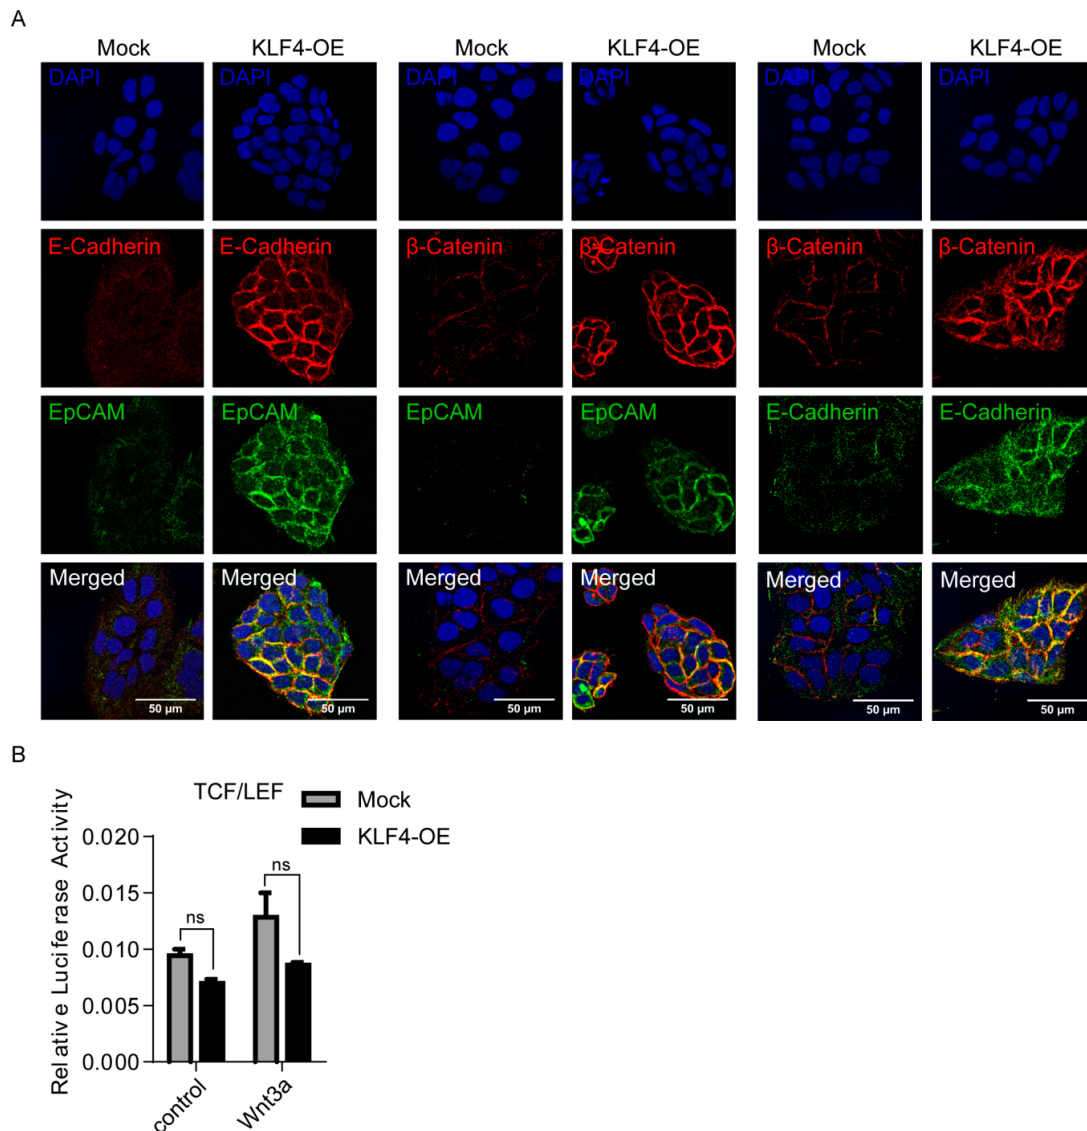 A
Mock KLF4-OE Mock KLF4-OE Mock KLF4-OE
DAPI DAPI DAPI DAPI DAPI DAPI
E-Cadherin E-Cadherin β-Catenin β-Catenin β-Catenin β-Catenin
EpCAM EpCAM EpCAM EpCAM E-Cadherin E-Cadherin
Merged Merged Merged Merged Merged Merged
50 µm 50 µm 50 µm 50 µm 50 µm 50 µm
B
TCF/LEF
Mock
KLF4-OE
Relative Luciferase Activity
0.020
0.015
0.010
0.005
0.000
ns
ns
control
Wnt3a